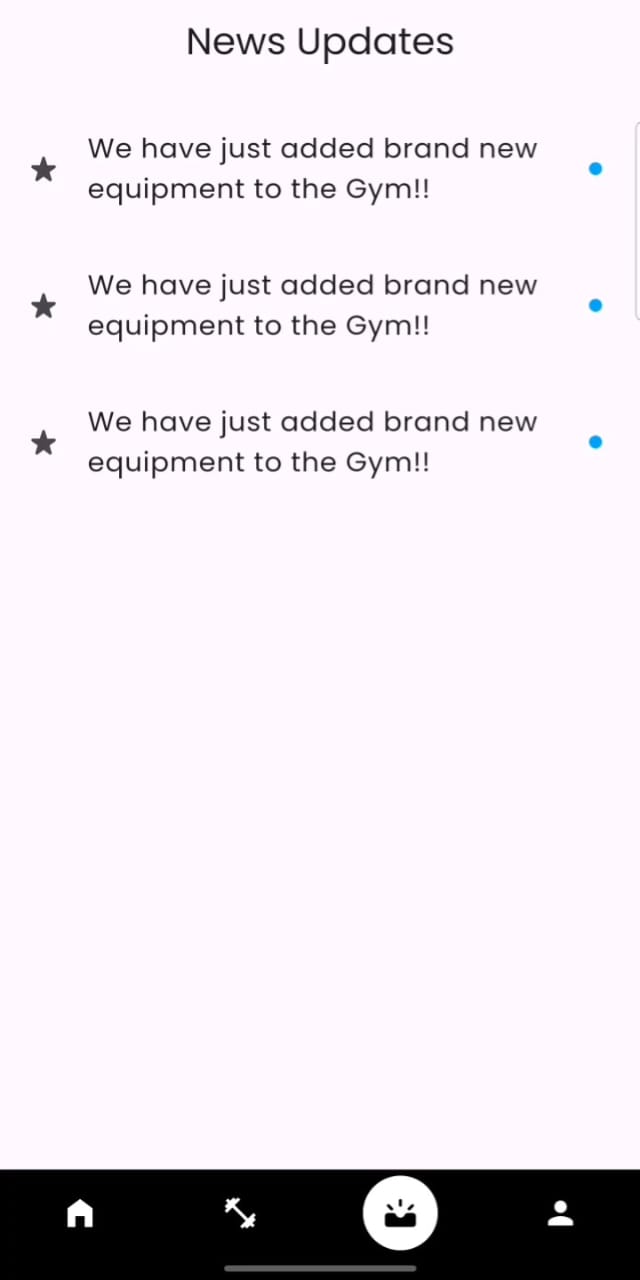 News Updates
We have just added brand new
equipment to the Gym!!
We have just added brand new
equipment to the Gym!!
We have just added brand new
equipment to the Gym!!